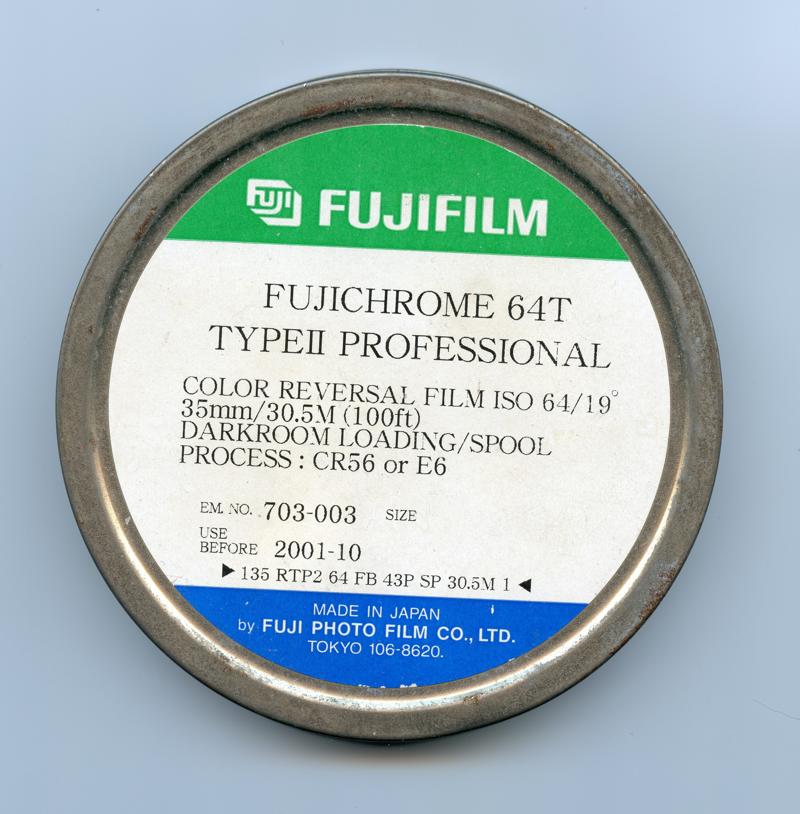 FUJI FUJIFILM
FUJICHROME 64T
TYPEII PROFESSIONAL
COLOR REVERSAL FILM ISO 64/19°
35mm/30.5M (100ft)
DARKROOM LOADING/SPOOL
PROCESS : CR56 or E6
EM. NO. 703-003 SIZE
USE
BEFORE 2001-10
▶ 135 RTP2 64 FB 43P SP 30.5M 1 ◀
MADE IN JAPAN
by FUJI PHOTO FILM CO., LTD.
TOKYO 106-8620.